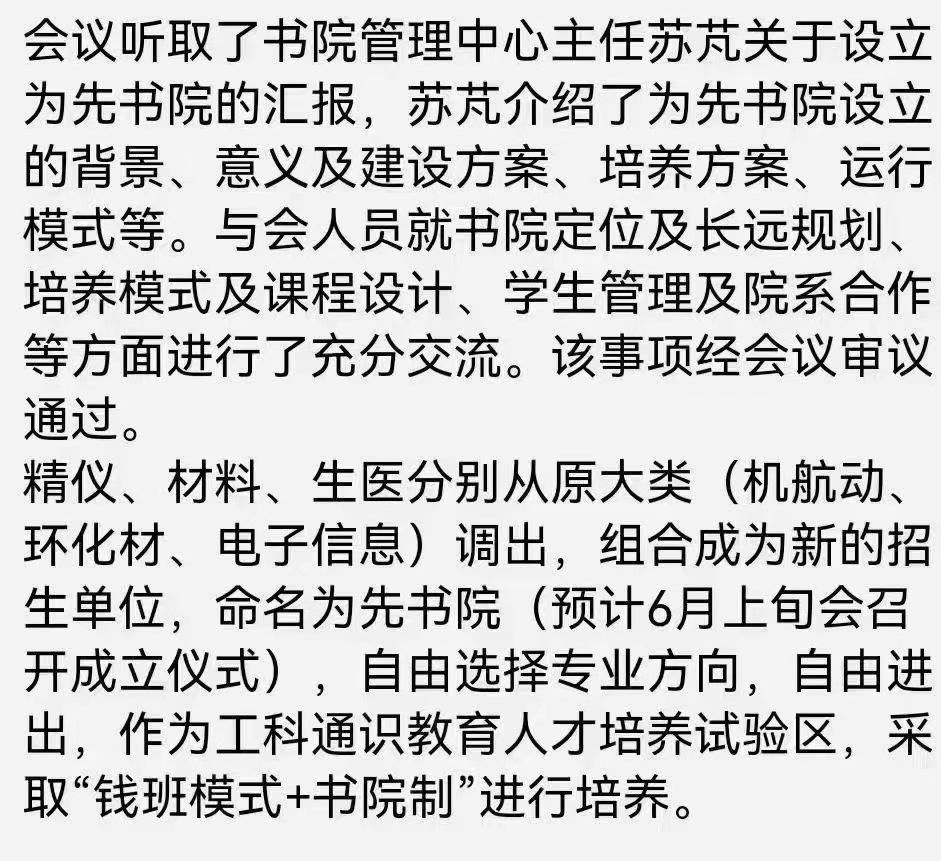 会议听取了书院管理中心主任苏芃关于设立
为先书院的汇报，苏芃介绍了为先书院设立
的背景、意义及建设方案、培养方案、运行
模式等。与会人员就书院定位及长远规划、
培养模式及课程设计、学生管理及院系合作
等方面进行了充分交流。该事项经会议审议
通过。
精仪、材料、生医分别从原大类（机航动、
环化材、电子信息）调出，组合成为新的招
生单位，命名为先书院（预计6月上旬会召
开成立仪式），自由选择专业方向，自由进
出，作为工科通识教育人才培养试验区，采
取“钱班模式+书院制”进行培养。